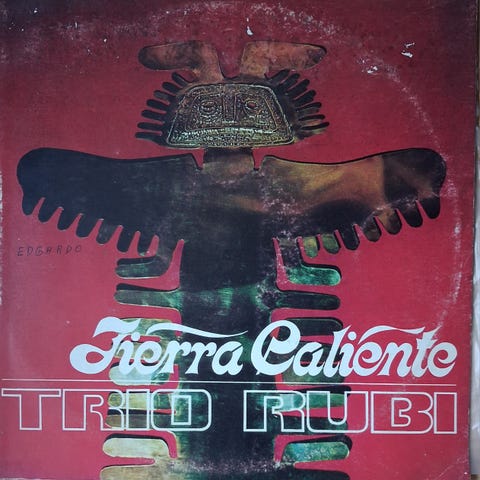 EDGARDO
Tierra Caliente
TRIO RUBI